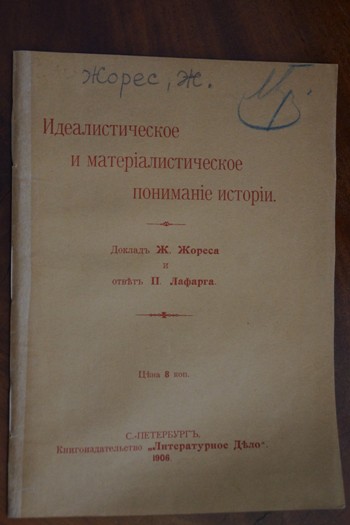 Жорес, Ж.
Идеалистическое
и матеріалистическое
пониманіе исторіи.
Докладъ Ж. Жореса
и
отвѣтъ П. Лафарга.
Цѣна 8 коп.
С.-ПЕТЕРБУРГЪ.
Книгоиздательство „Литературное Дѣло“.
1906.